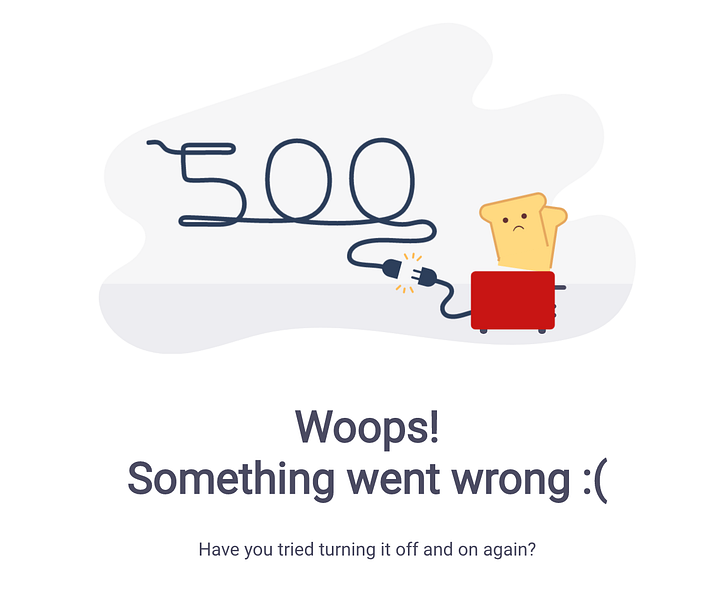 500
Woops!
Something went wrong :(
Have you tried turning it off and on again?